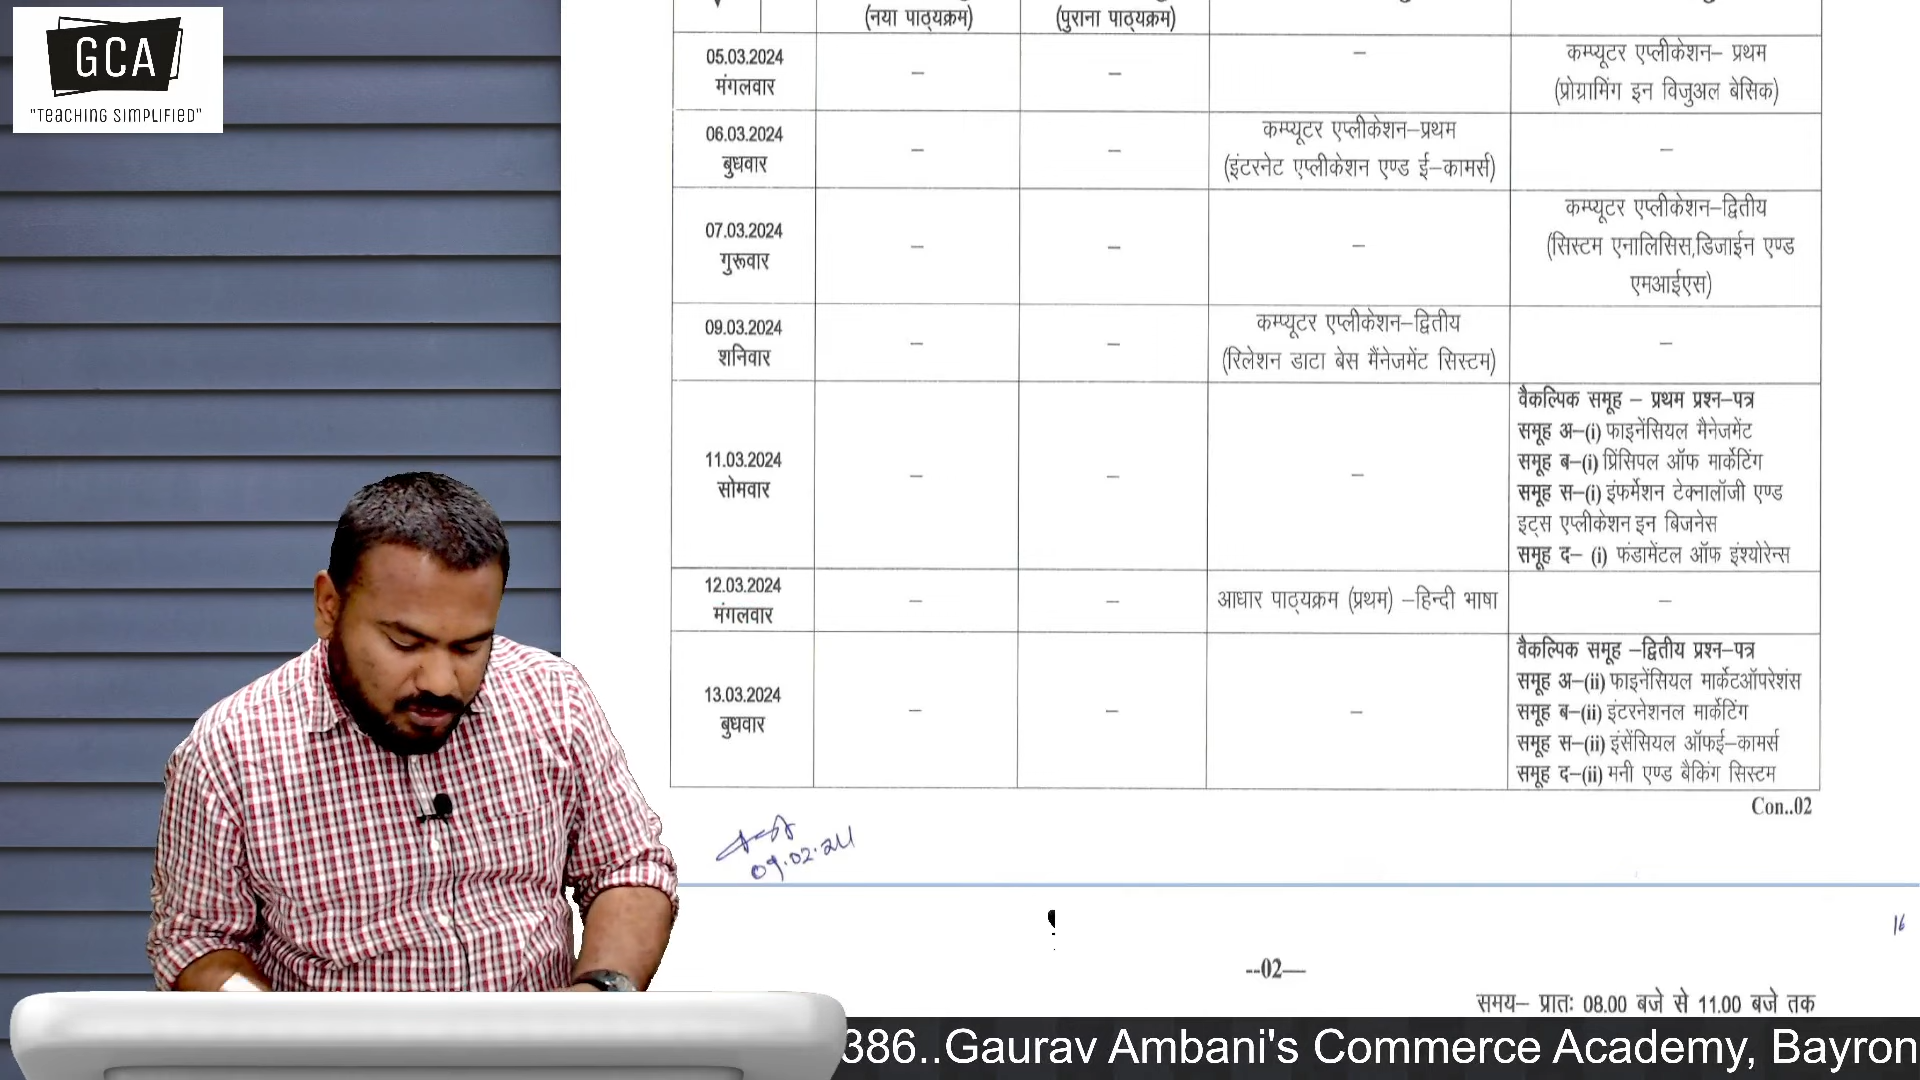 GCA
"Teaching Simplified"
(नया पाठ्यक्रम)
(पुराना पाठ्यक्रम)
05.03.2024
मंगलवार
–
–
–
कम्प्यूटर एप्लीकेशन– प्रथम
(प्रोग्रामिंग इन विजुअल बेसिक)
06.03.2024
बुधवार
–
–
कम्प्यूटर एप्लीकेशन–प्रथम
(इंटरनेट एप्लीकेशन एण्ड ई–कामर्स)
–
07.03.2024
गुरूवार
–
–
–
कम्प्यूटर एप्लीकेशन–द्वितीय
(सिस्टम एनालिसिस,डिजाईन एण्ड
एमआईएस)
09.03.2024
शनिवार
–
–
कम्प्यूटर एप्लीकेशन–द्वितीय
(रिलेशन डाटा बेस मैंनेजमेंट सिस्टम)
–
11.03.2024
सोमवार
–
–
–
वैकल्पिक समूह – प्रथम प्रश्न–पत्र
समूह अ–(i) फाइनेंसियल मैनेजमेंट
समूह ब–(i) प्रिंसिपल ऑफ मार्केटिंग
समूह स–(i) इंफर्मेशन टेक्नालॉजी एण्ड
इट्स एप्लीकेशन इन बिजनेस
समूह द– (i) फंडामेंटल ऑफ इंश्योरेन्स
12.03.2024
मंगलवार
–
–
आधार पाठ्यक्रम (प्रथम) –हिन्दी भाषा
–
13.03.2024
बुधवार
–
–
–
वैकल्पिक समूह –द्वितीय प्रश्न–पत्र
समूह अ–(ii) फाइनेंसियल मार्केटऑपरेशंस
समूह ब–(ii) इंटरनेशनल मार्केटिंग
समूह स–(ii) इंसेंसियल ऑफई–कामर्स
समूह द–(ii) मनी एण्ड बैकिंग सिस्टम
Con..02
09.02.24
16
--02—
समय– प्रातः 08.00 बजे से 11.00 बजे तक
386..Gaurav Ambani's Commerce Academy, Bayron